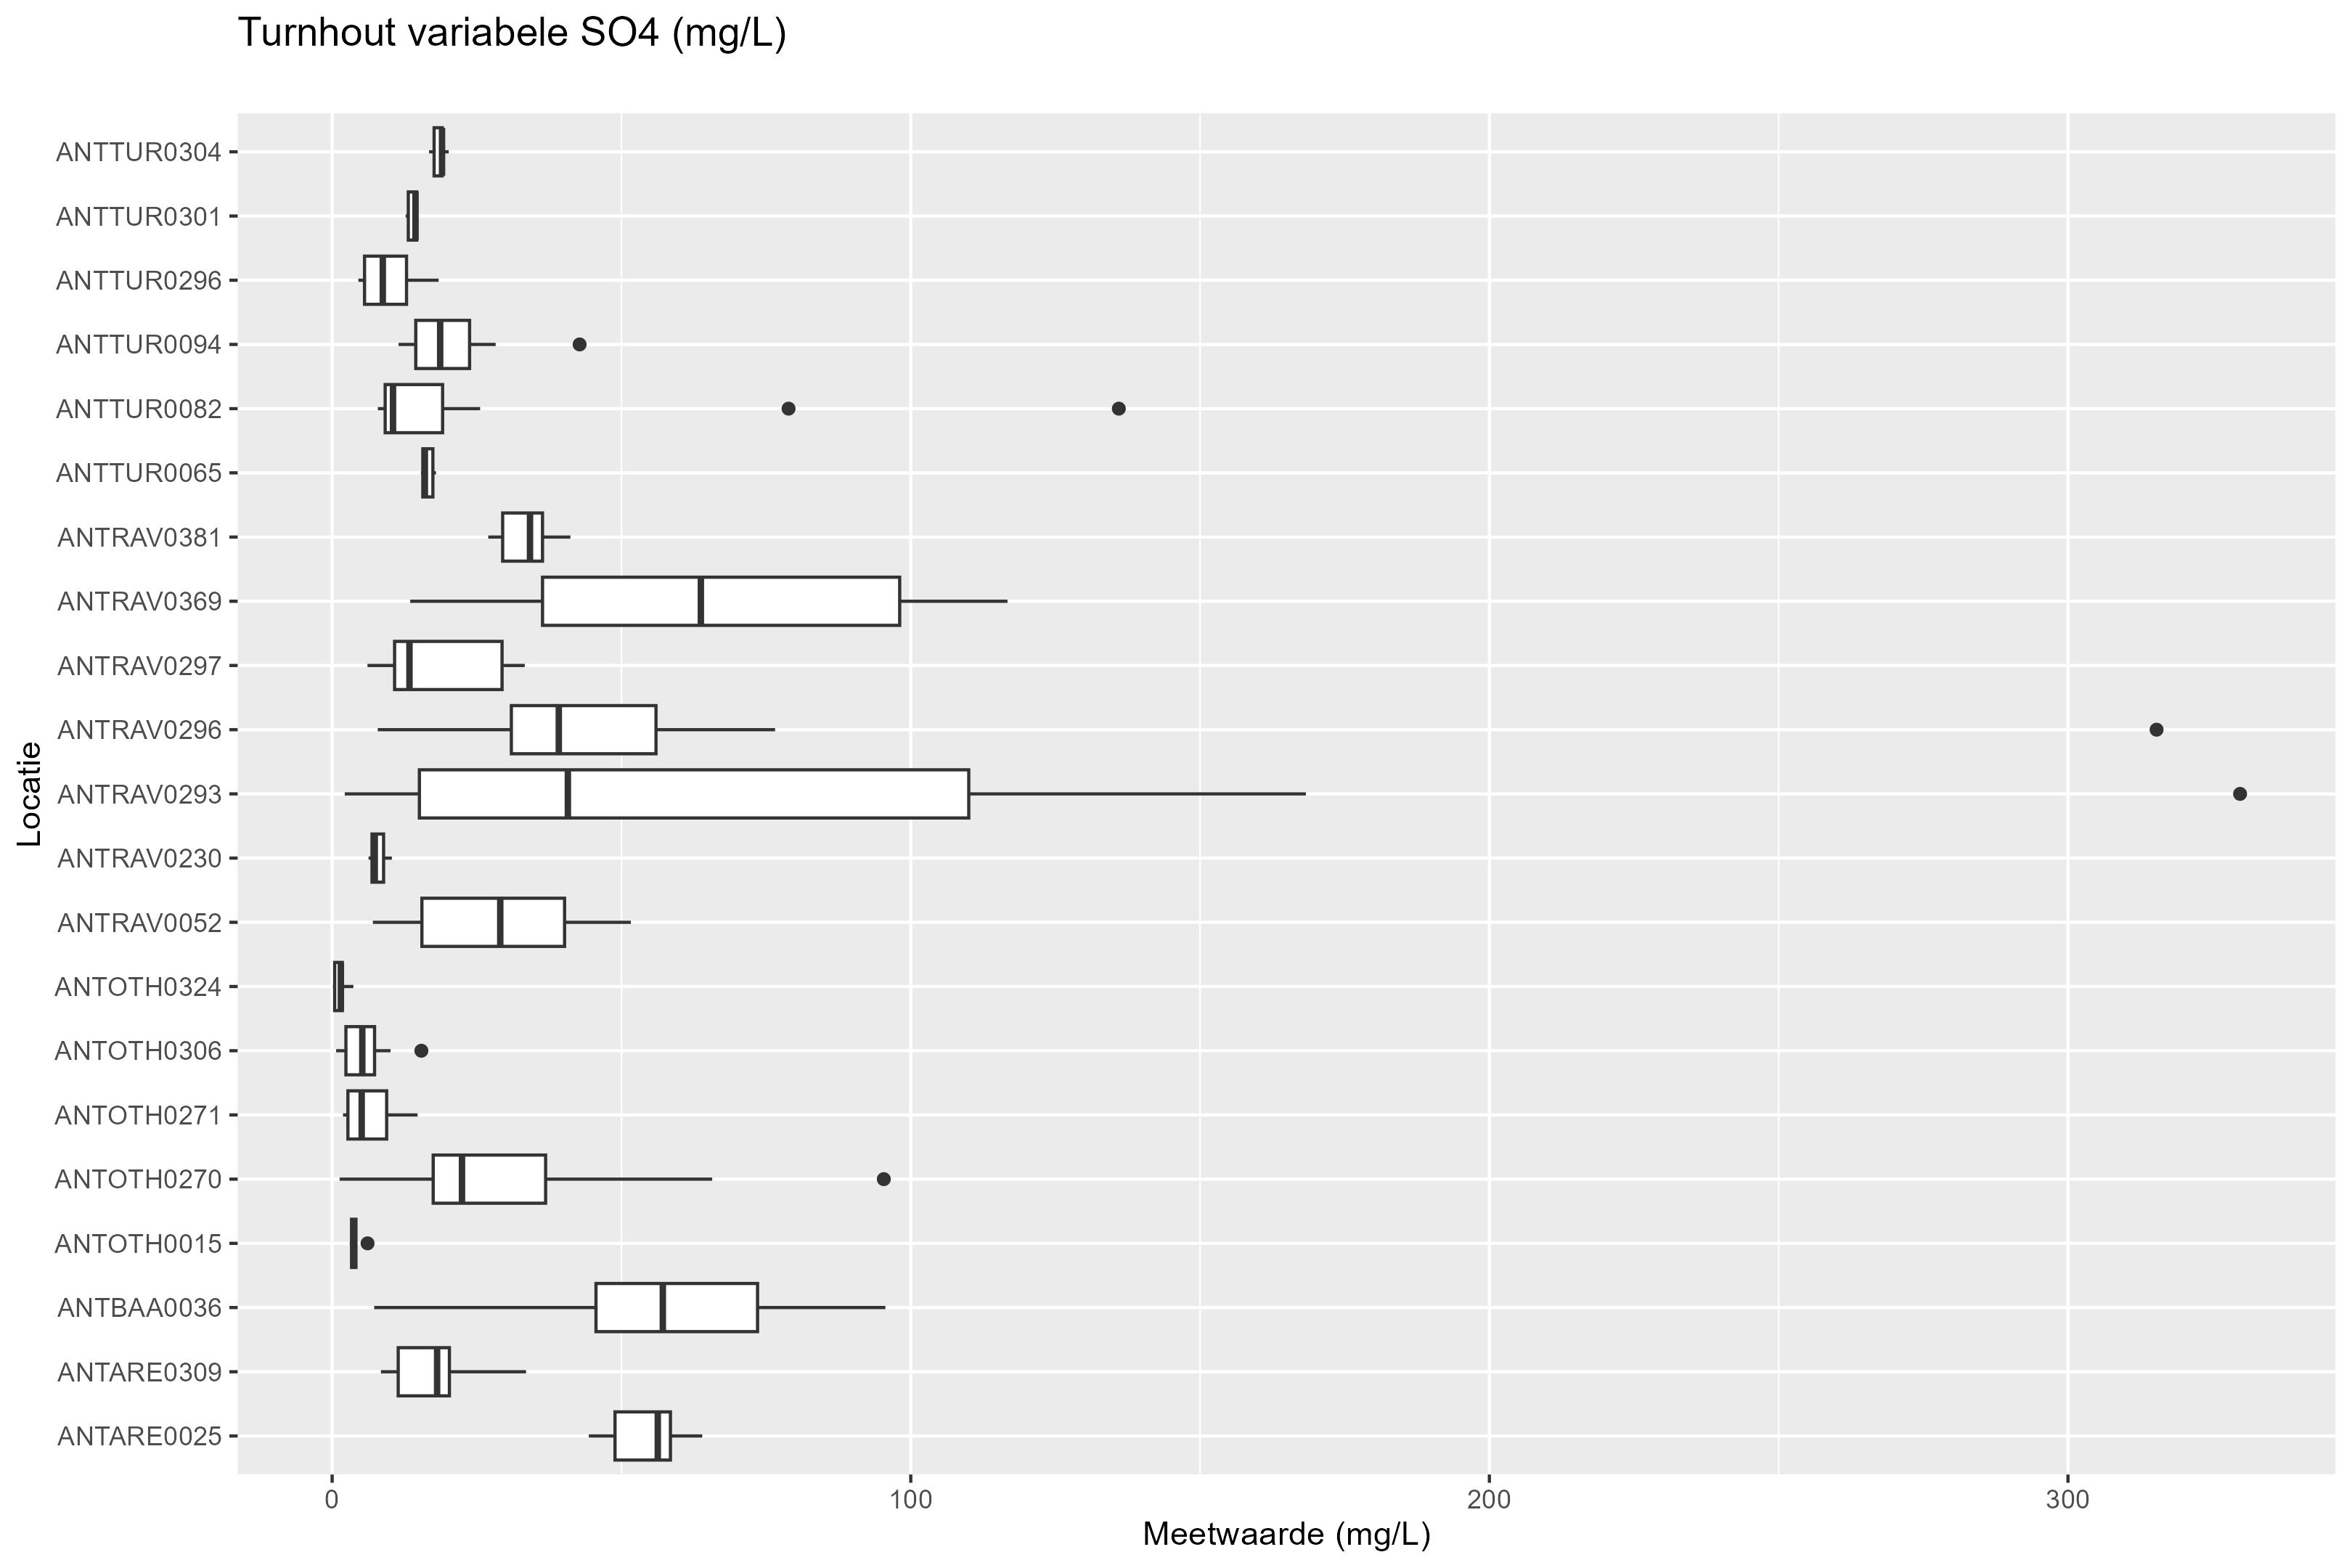 Turnhout variabele SO4 (mg/L)
ANTTUR0304
ANTTUR0301
ANTTUR0296
ANTTUR0094
ANTTUR0082
ANTTUR0065
ANTRAV0381
ANTRAV0369
ANTRAV0297
ANTRAV0296
ANTRAV0293
ANTRAV0230
ANTRAV0052
ANTOTH0324
ANTOTH0306
ANTOTH0271
ANTOTH0270
ANTOTH0015
ANTBAA0036
ANTARE0309
ANTARE0025
Locatie
0 100 200 300
Meetwaarde (mg/L)